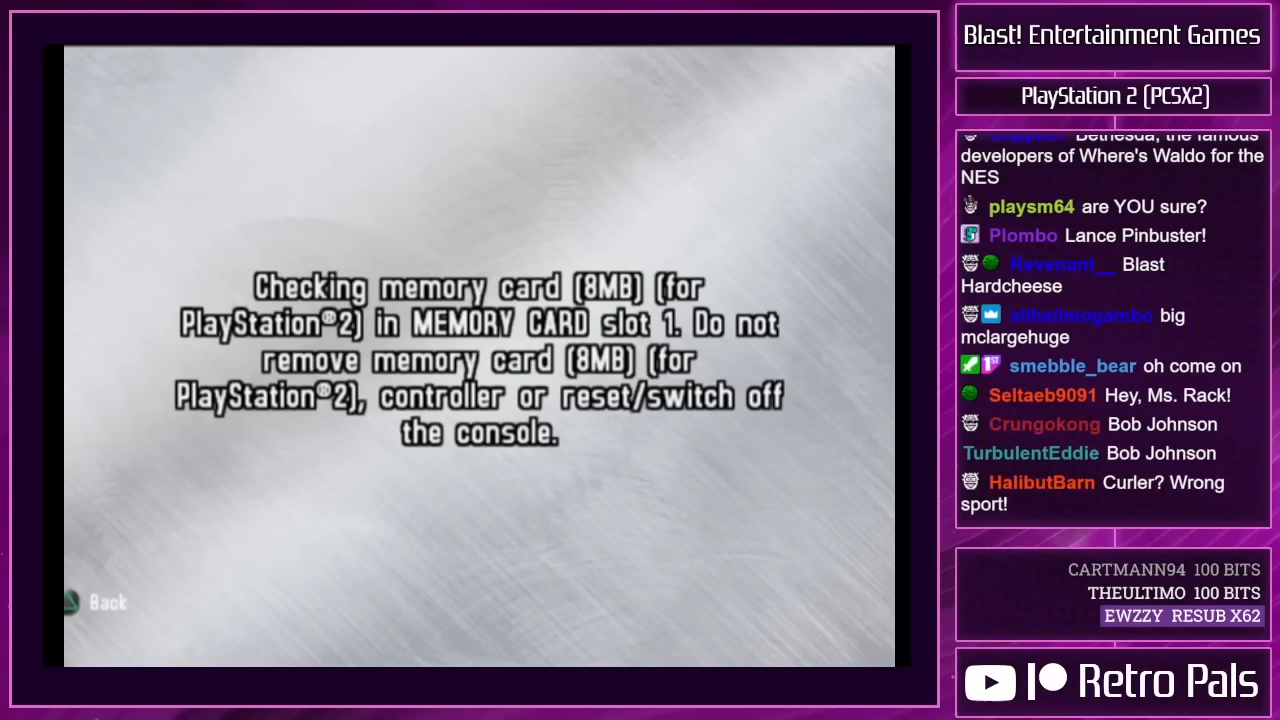 Blast! Entertainment Games
PlayStation 2 (PCSX2)
Bethesda, the famous
developers of Where's Waldo for the
NES
playsm64 are YOU sure?
Plombo Lance Pinbuster!
Revenant__ Blast
Hardcheese
allhailmogambo big
mclargehuge
smebble_bear oh come on
Seltaeb9091 Hey, Ms. Rack!
Crungokong Bob Johnson
TurbulentEddie Bob Johnson
HalibutBarn Curler? Wrong
sport!
Checking memory card (8MB) (for
PlayStation®2) in MEMORY CARD slot 1. Do not
remove memory card (8MB) (for
PlayStation®2), controller or reset/switch off
the console.
Back
CARTMANN94 100 BITS
THEULTIMO 100 BITS
EWZZY RESUB X62
Retro Pals